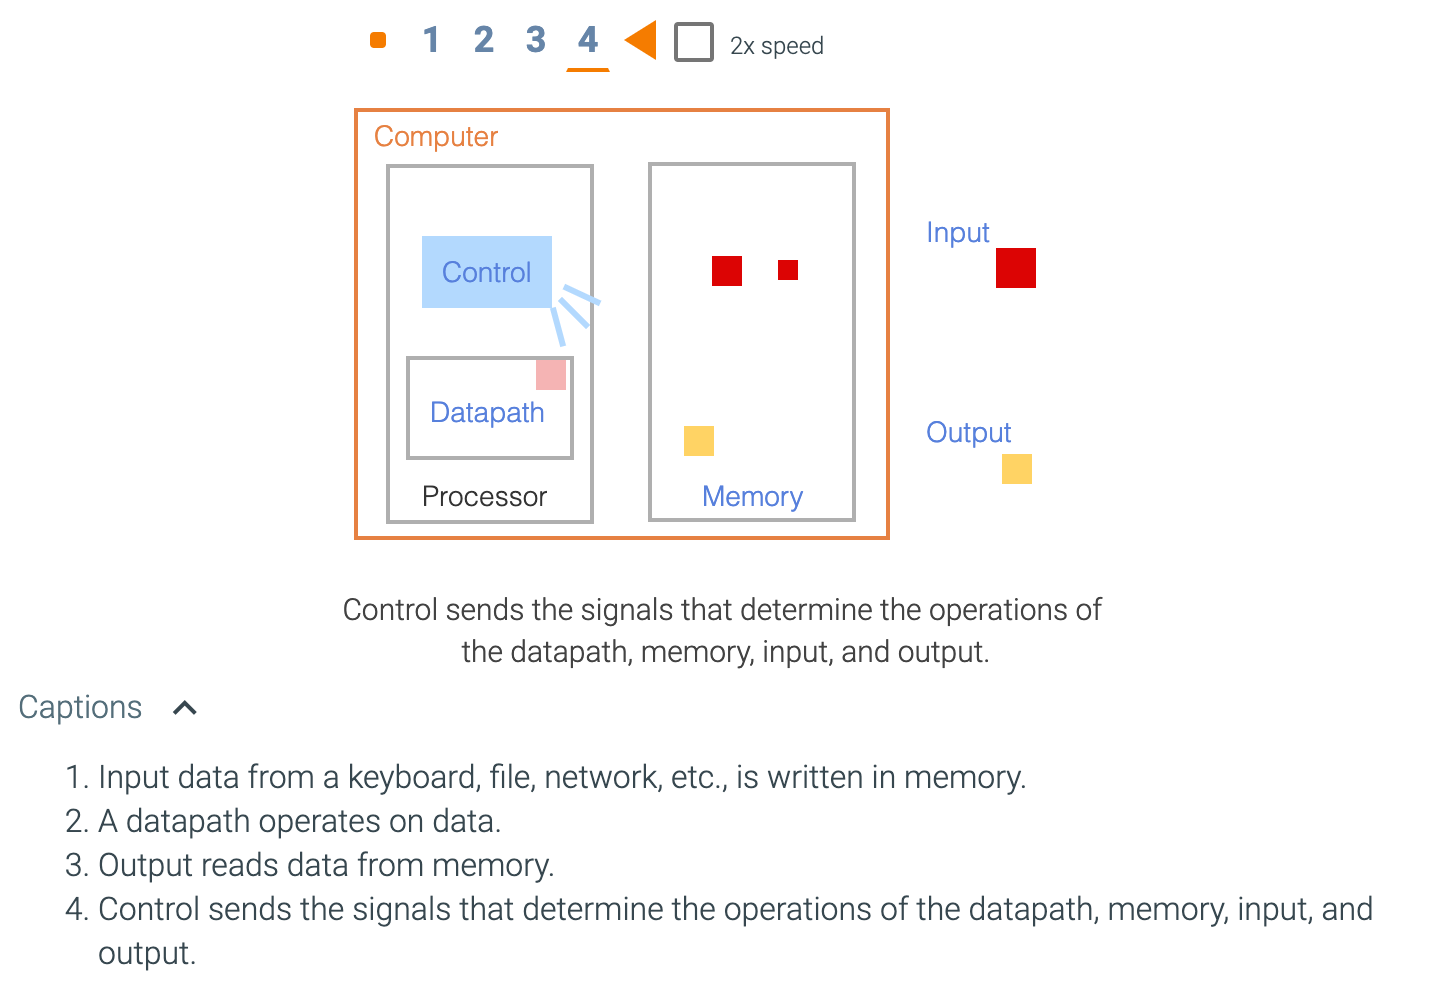 1 2 3 4 2x speed
Computer
Control
Datapath
Processor
Memory
Input
Output
Control sends the signals that determine the operations of
the datapath, memory, input, and output.
Captions
1. Input data from a keyboard, file, network, etc., is written in memory.
2. A datapath operates on data.
3. Output reads data from memory.
4. Control sends the signals that determine the operations of the datapath, memory, input, and
output.